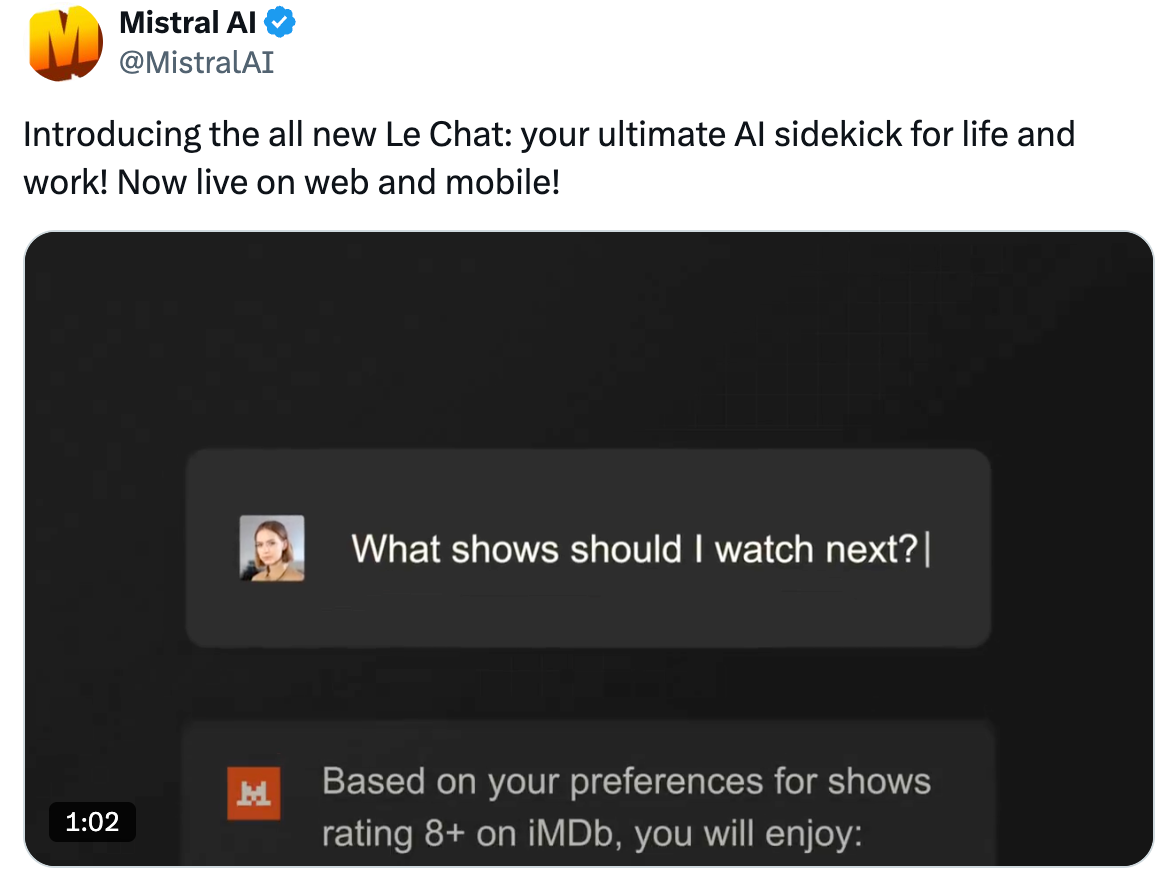 Mistral AI
@MistralAI
Introducing the all new Le Chat: your ultimate AI sidekick for life and
work! Now live on web and mobile!
What shows should I watch next?
Based on your preferences for shows
rating 8+ on iMDb, you will enjoy:
1:02